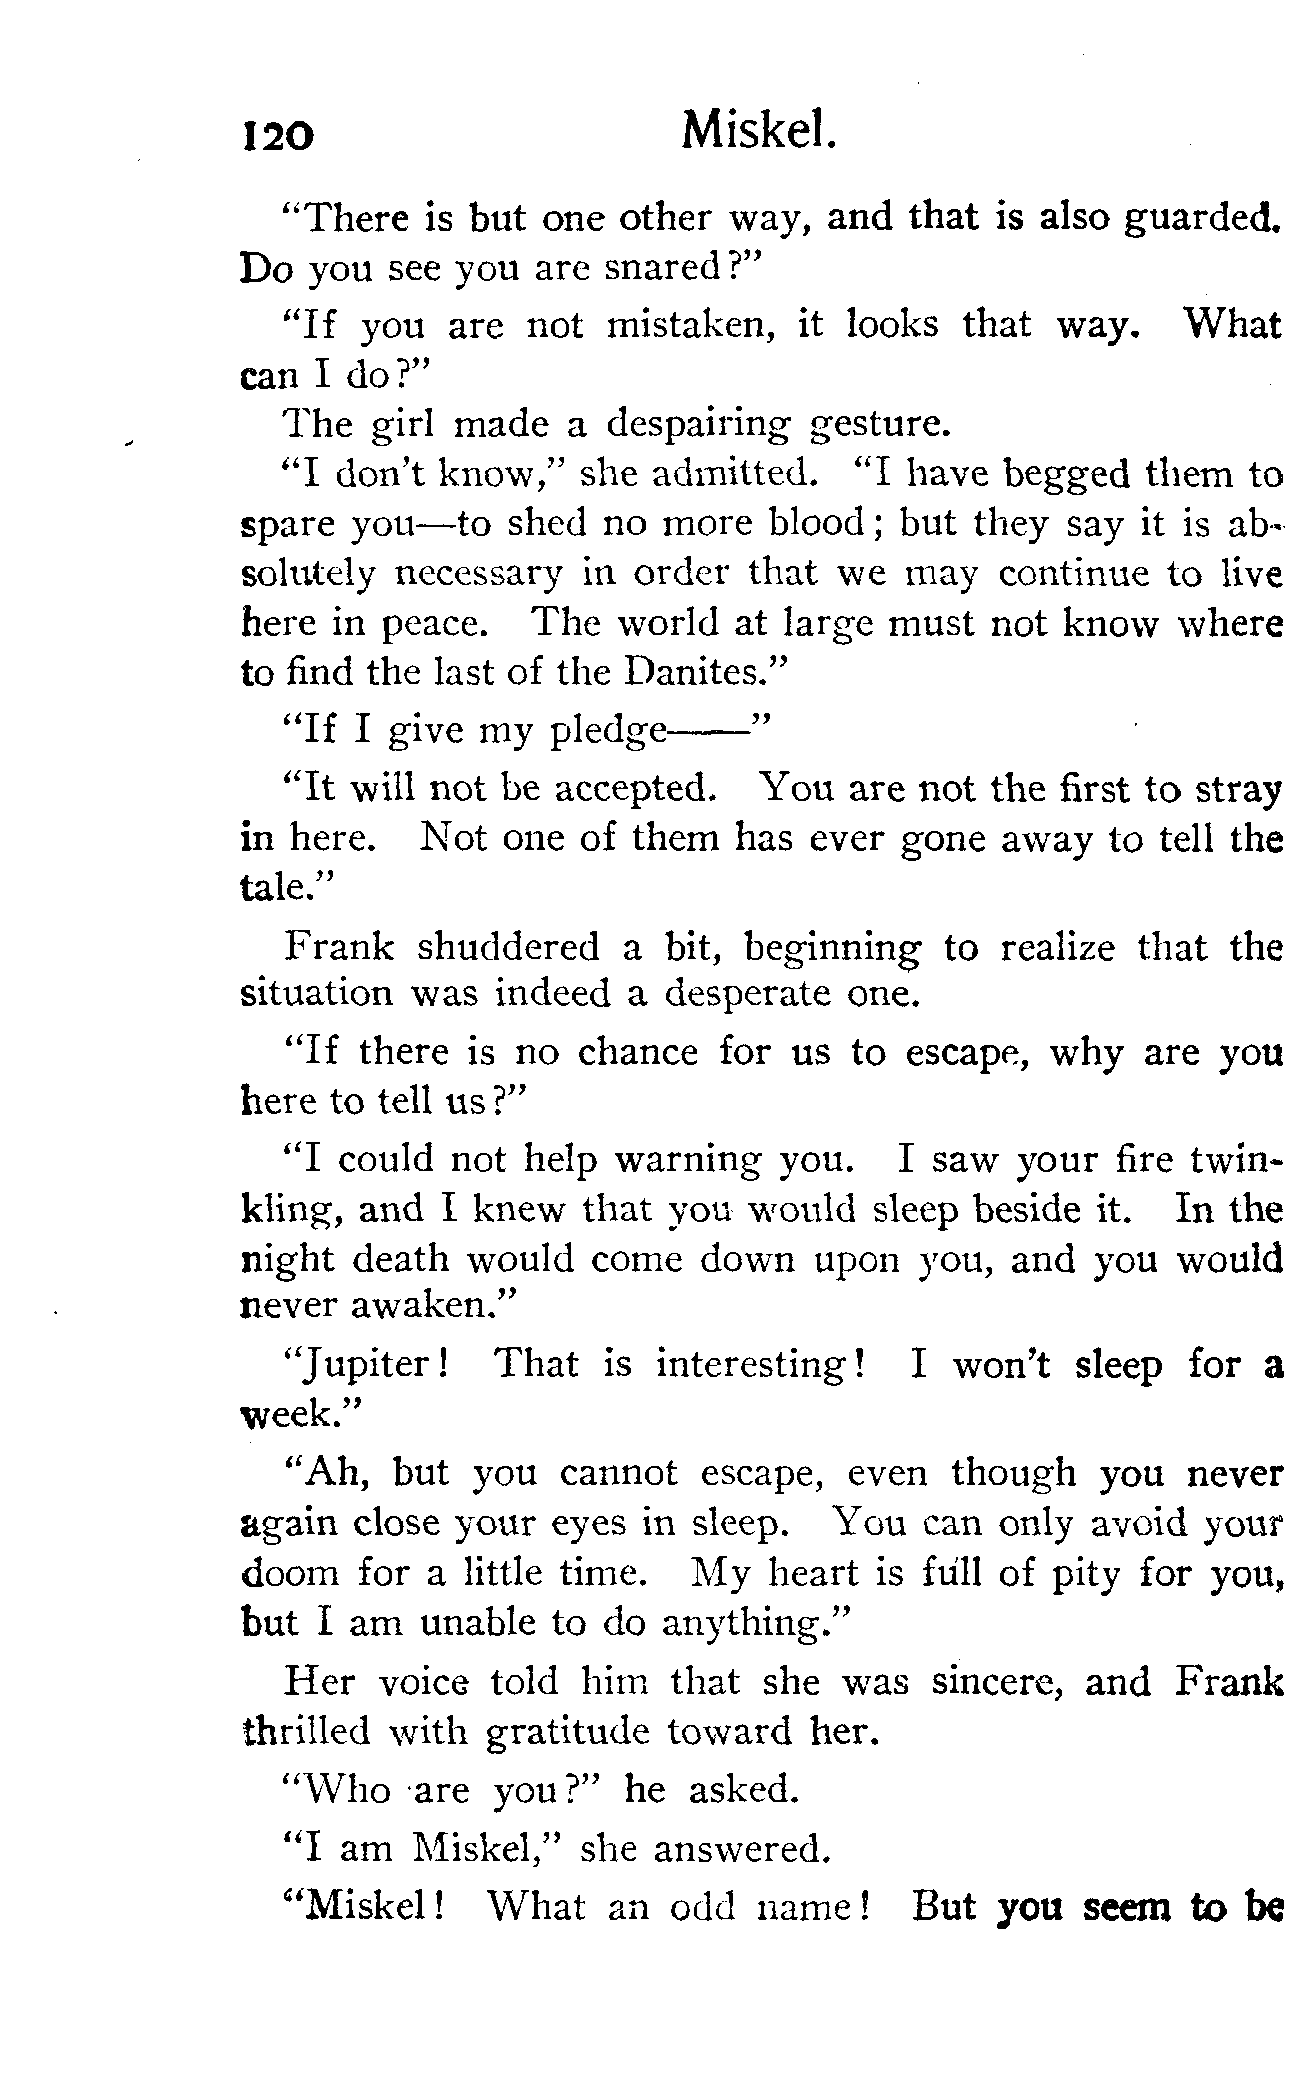 120 Miskel.
“There is but one other way, and that is also guarded.
Do you see you are snared?”
“If you are not mistaken, it looks that way. What
can I do?”
The girl made a despairing gesture.
“I don’t know,” she admitted. “I have begged them to
spare you—to shed no more blood; but they say it is ab-
solutely necessary in order that we may continue to live
here in peace. The world at large must not know where
to find the last of the Danites.”
“If I give my pledge——”
“It will not be accepted. You are not the first to stray
in here. Not one of them has ever gone away to tell the
tale.”
Frank shuddered a bit, beginning to realize that the
situation was indeed a desperate one.
“If there is no chance for us to escape, why are you
here to tell us?”
“I could not help warning you. I saw your fire twin-
kling, and I knew that you would sleep beside it. In the
night death would come down upon you, and you would
never awaken.”
“Jupiter! That is interesting! I won’t sleep for a
week.”
“Ah, but you cannot escape, even though you never
again close your eyes in sleep. You can only avoid your
doom for a little time. My heart is full of pity for you,
but I am unable to do anything.”
Her voice told him that she was sincere, and Frank
thrilled with gratitude toward her.
“Who are you?” he asked.
“I am Miskel,” she answered.
“Miskel! What an odd name! But you seem to be